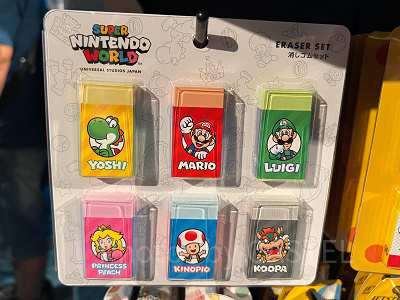 SUPER
NINTENDO
WORLD
UNIVERSAL STUDIOS JAPAN
ERASER SET
消しゴムセット
YOSHI
MARIO
LUIGI
PRINCESS
PEACH
KINOPIO
KOOPA